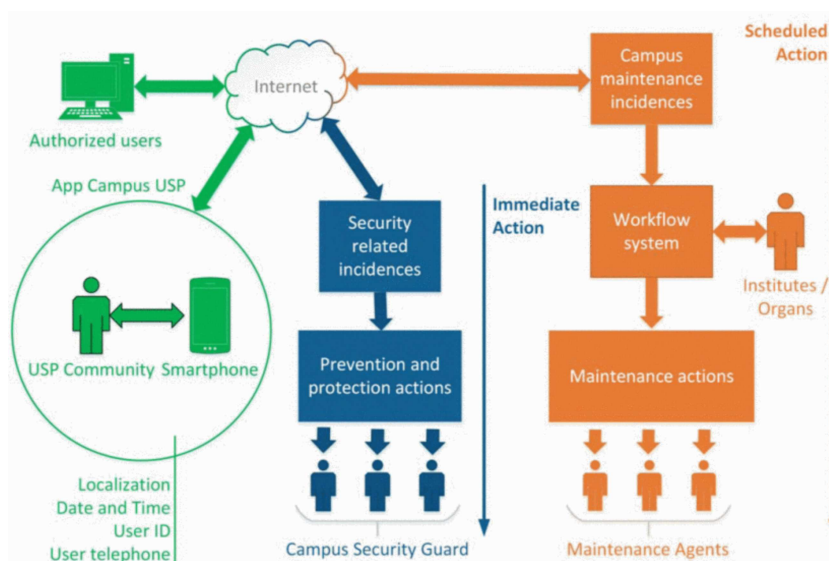 Scheduled
Action
Campus
maintenance
incidences
Internet
Authorized users
App Campus USP
Immediate
Action
Security
related
incidences
Workflow
system
Institutes /
Organs
USP Community
Smartphone
Prevention and
protection actions
Maintenance actions
Localization
Date and Time
User ID
User telephone
Campus Security Guard
Maintenance Agents